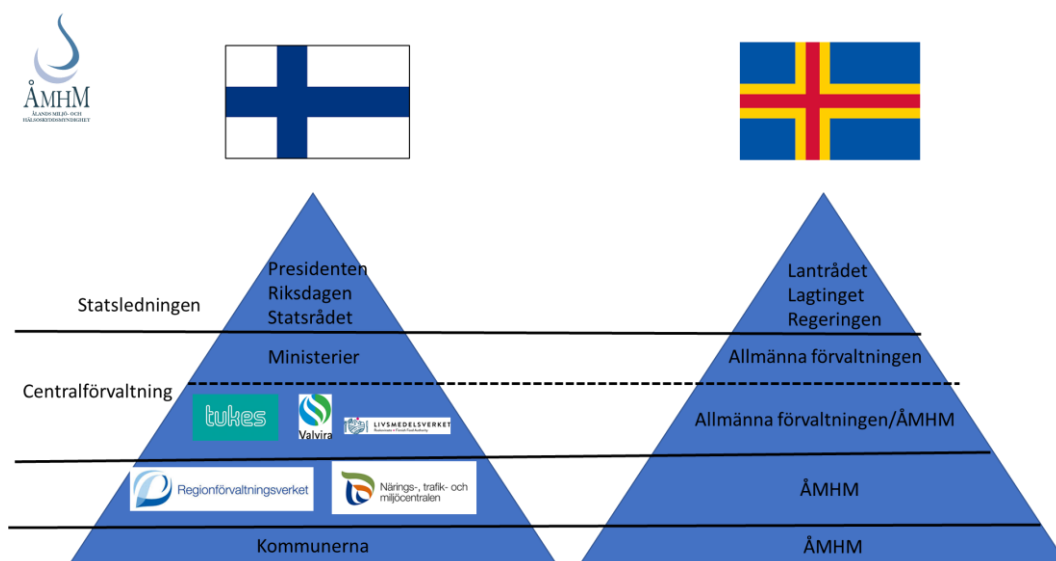 ÅMHM
ÅLANDS MILJÖ- OCH
HÄLSOSKYDDSMYNDIGHET
Statsledningen
Presidenten
Riksdagen
Statsrådet
Lantrådet
Lagtinget
Regeringen
Centralförvaltning
Ministerier
Allmänna förvaltningen
tukes
Valvira
LIVSMEDELSVERKET
Allmänna förvaltningen/ÅMHM
Regionförvaltningsverket
Närings-, trafik- och
miljöcentralen
ÅMHM
Kommunerna
ÅMHM